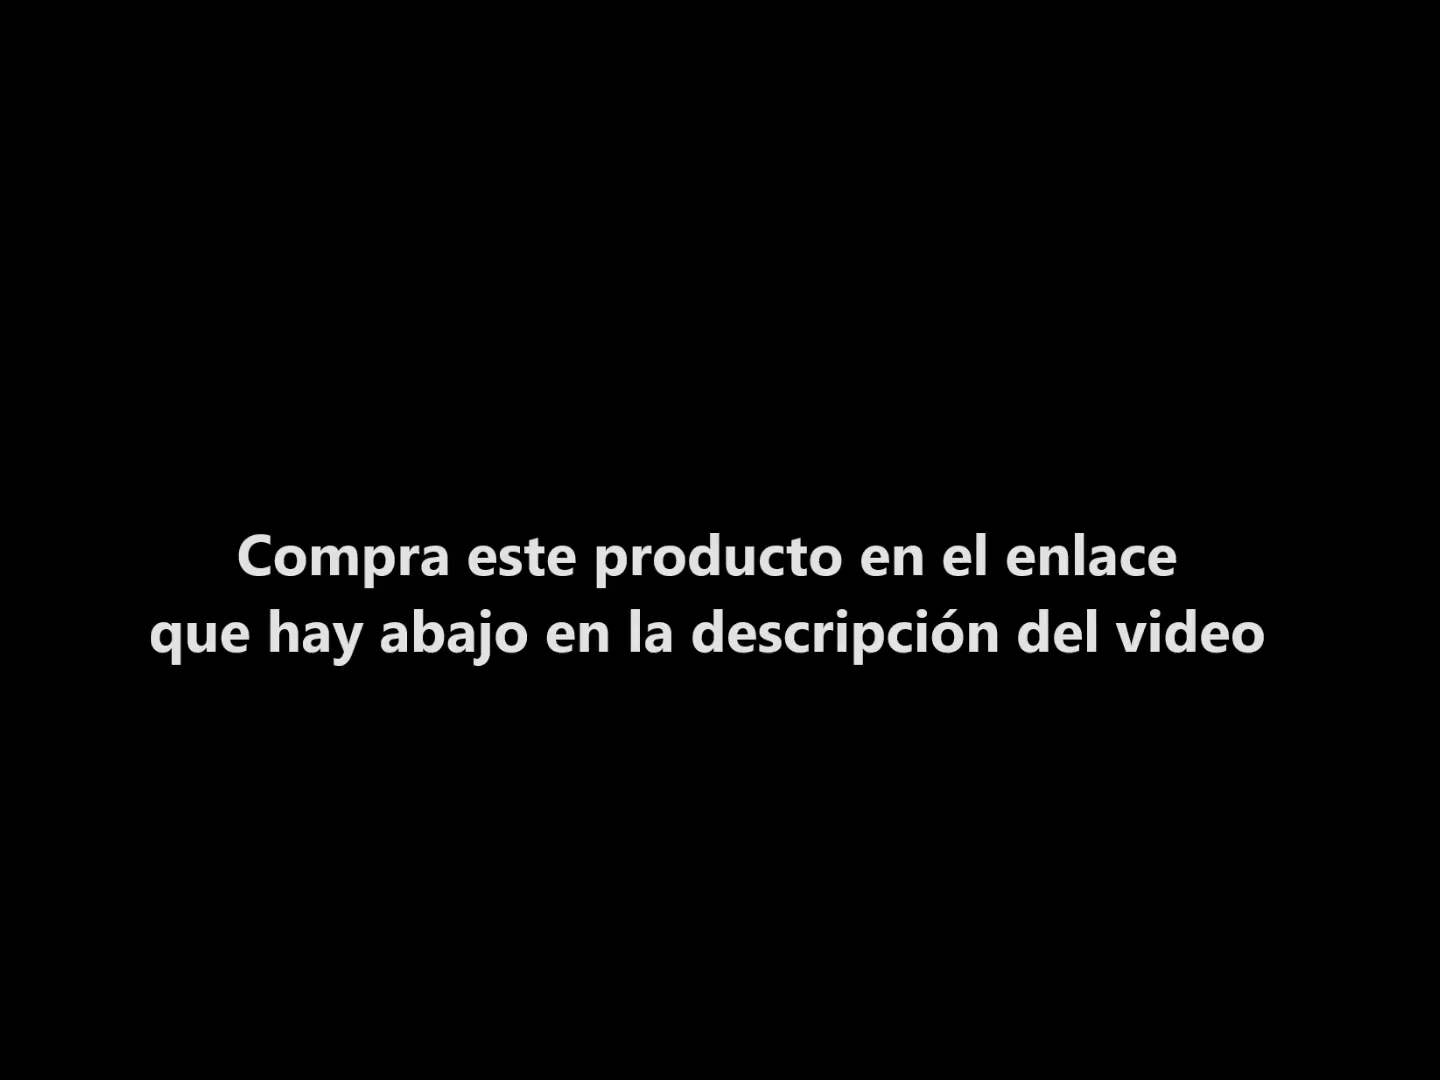 Compra este producto en el enlace
que hay abajo en la descripción del video